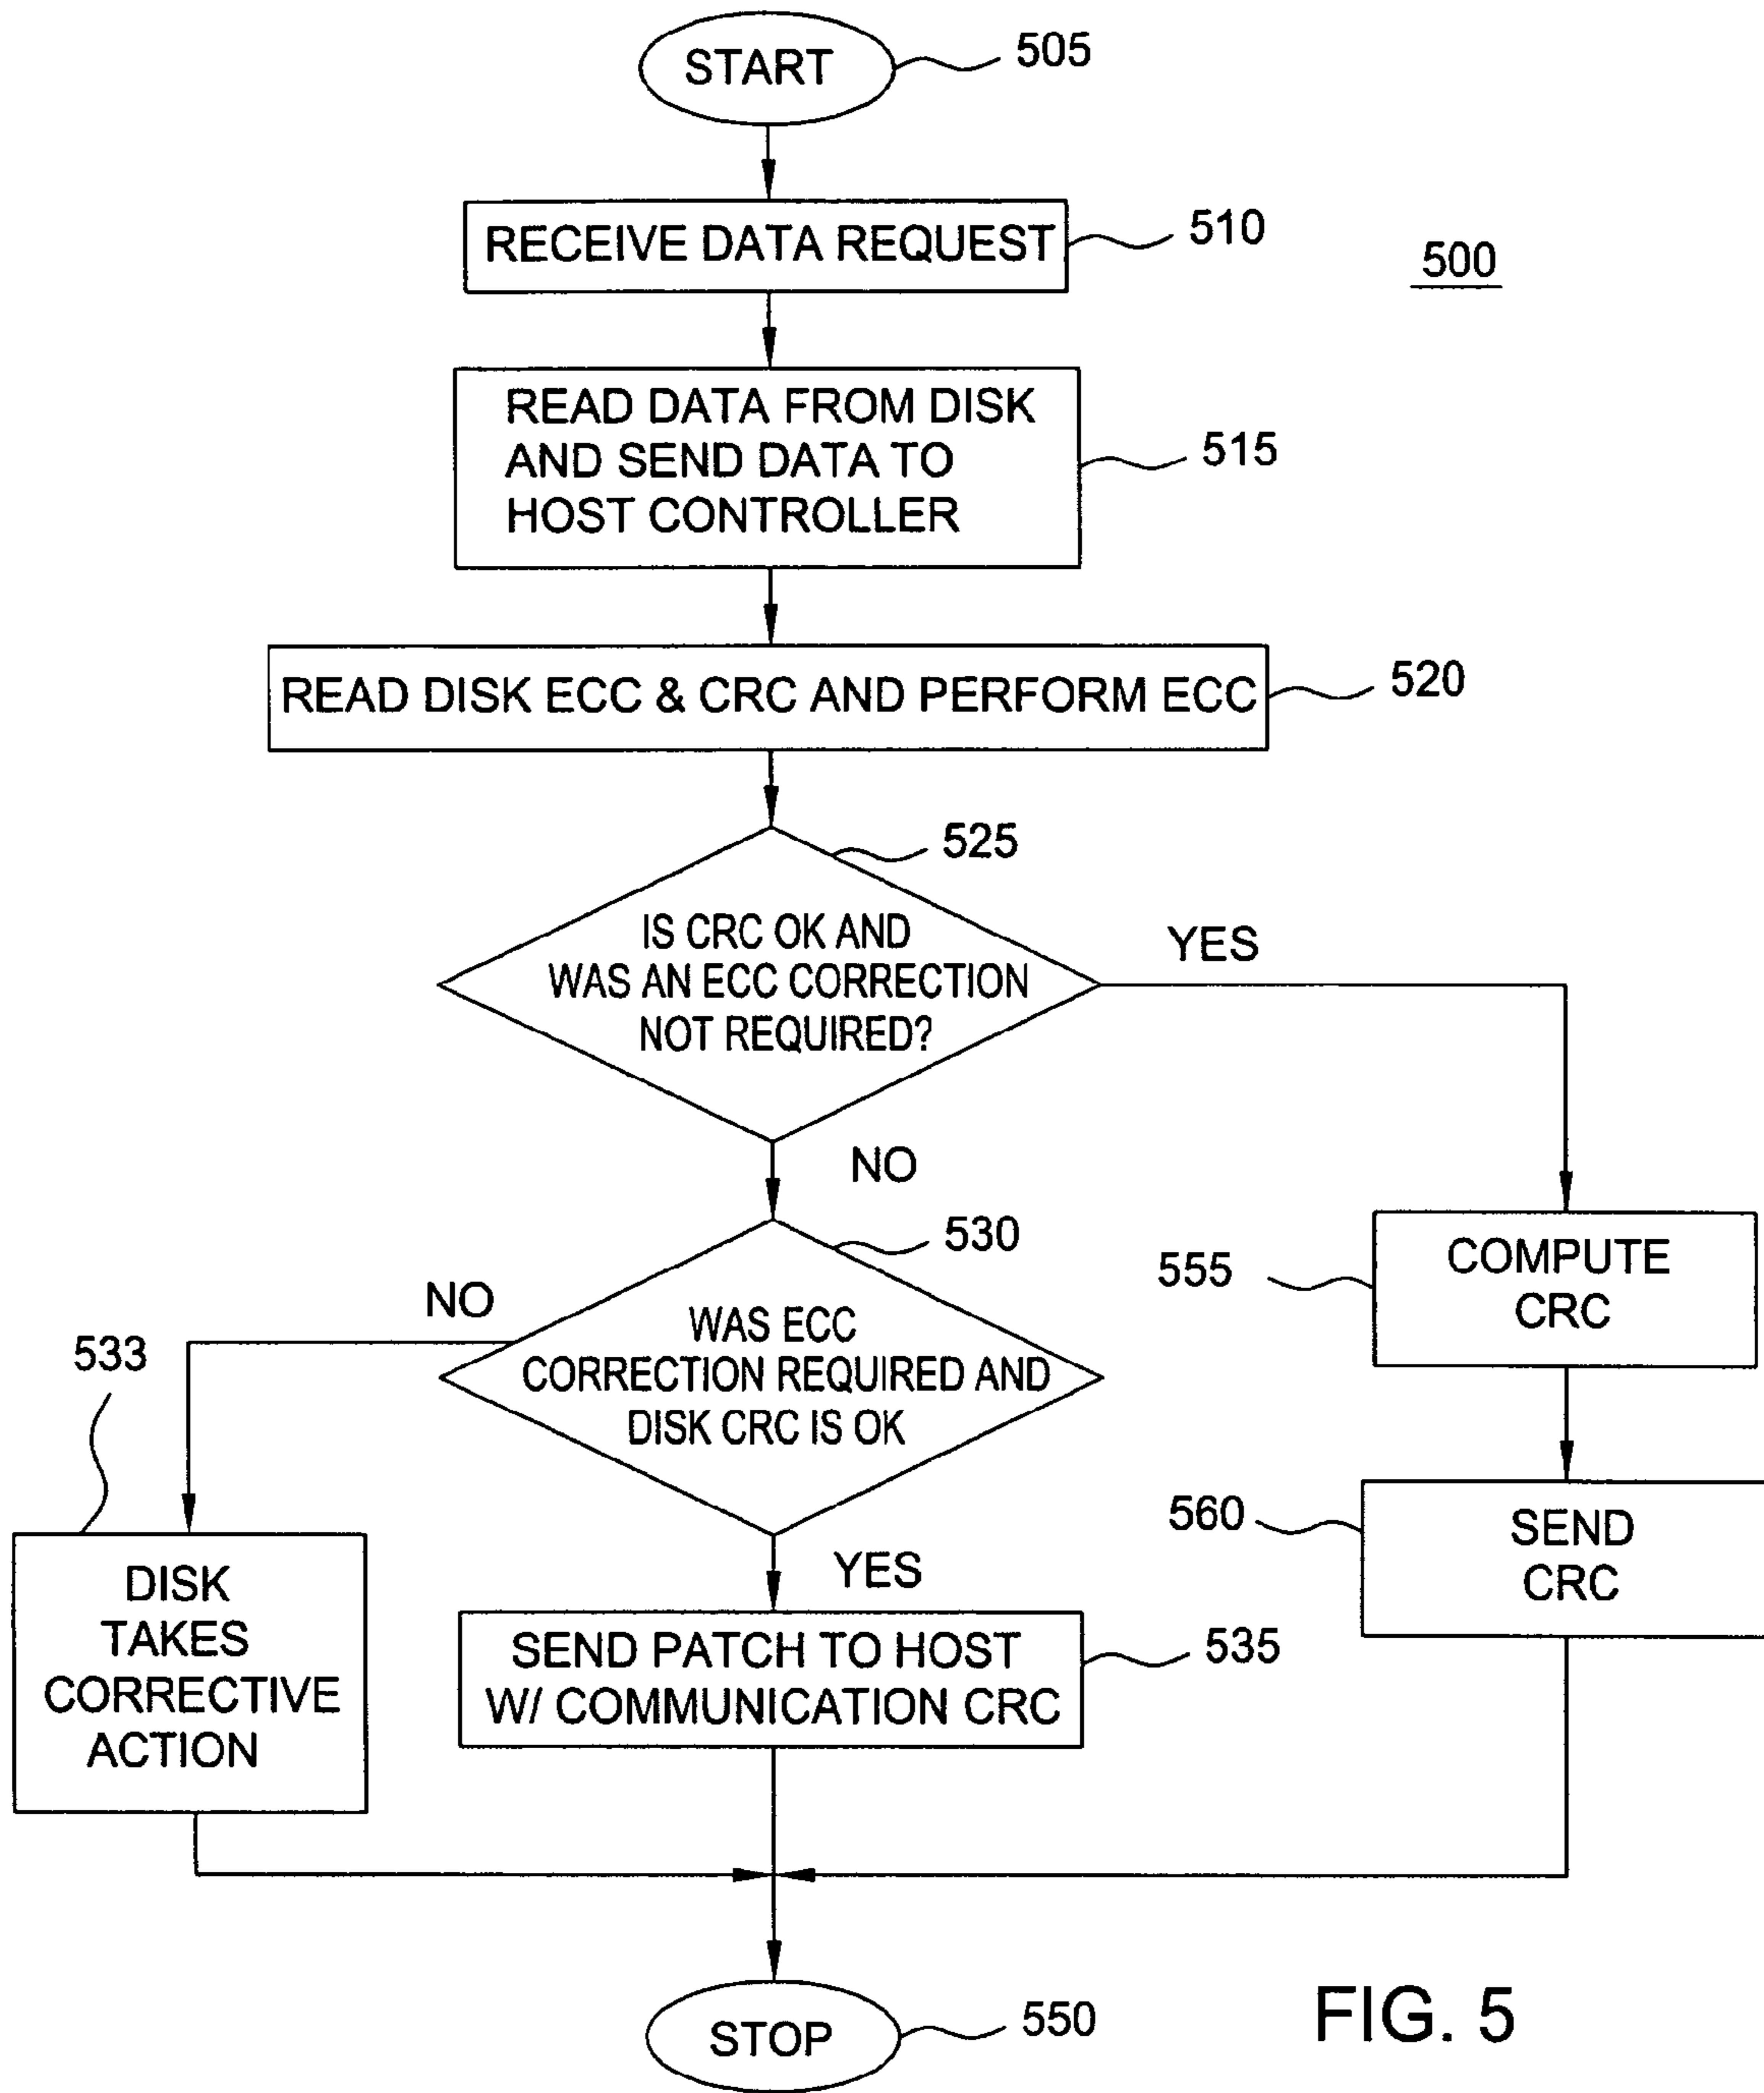 START
505
RECEIVE DATA REQUEST
510
500
READ DATA FROM DISK
AND SEND DATA TO
HOST CONTROLLER
515
READ DISK ECC & CRC AND PERFORM ECC
520
525
IS CRC OK AND
WAS AN ECC CORRECTION
NOT REQUIRED?
YES
NO
530
WAS ECC
CORRECTION REQUIRED AND
DISK CRC IS OK
NO
YES
533
DISK
TAKES
CORRECTIVE
ACTION
SEND PATCH TO HOST
W/ COMMUNICATION CRC
535
555
COMPUTE
CRC
560
SEND
CRC
STOP
550
FIG. 5